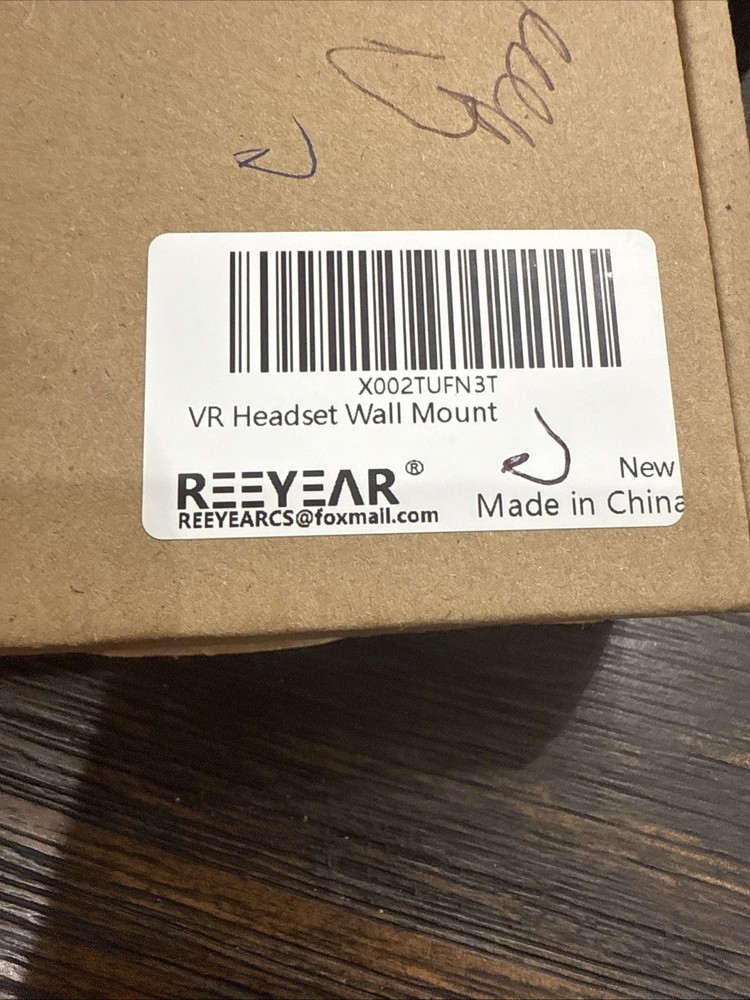 X002TUFN3T
VR Headset Wall Mount
REEYEAR®
New
REEYEARCS@foxmail.com
Made in China